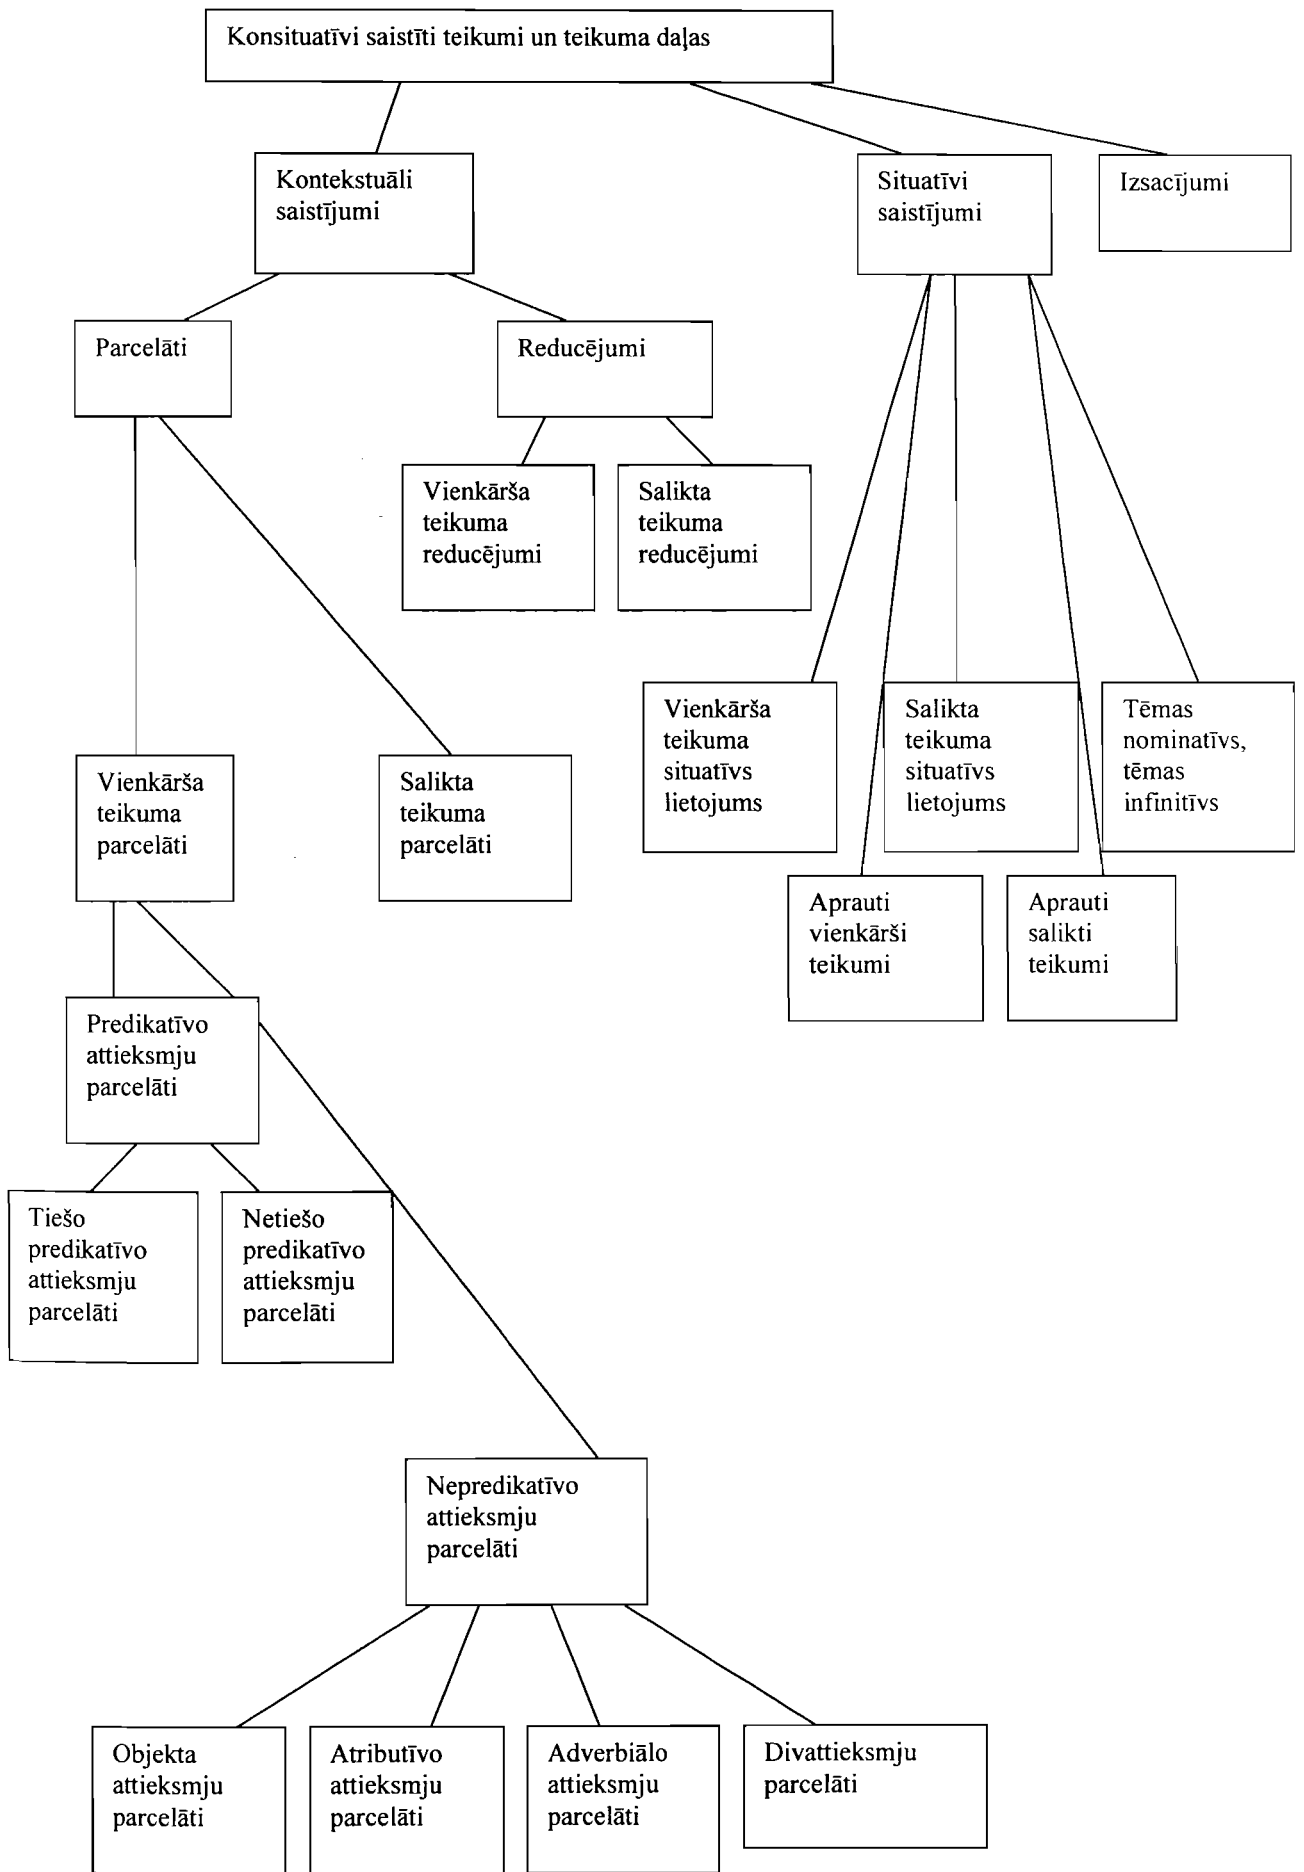 Konsituatīvi saistīti teikumi un teikuma daļas
Kontekstuāli
saistījumi
Situatīvi
saistījumi
Izsacījumi
Parcelāti
Reducējumi
Vienkārša
teikuma
reducējumi
Salikta
teikuma
reducējumi
Vienkārša
teikuma
situatīvs
lietojums
Salikta
teikuma
situatīvs
lietojums
Tēmas
nominatīvs,
tēmas
infinitīvs
Vienkārša
teikuma
parcelāti
Salikta
teikuma
parcelāti
Aprauti
vienkārši
teikumi
Aprauti
salikti
teikumi
Predikatīvo
attieksmju
parcelāti
Tiešo
predikatīvo
attieksmju
parcelāti
Netiešo
predikatīvo
attieksmju
parcelāti
Nepredikatīvo
attieksmju
parcelāti
Objekta
attieksmju
parcelāti
Atributīvo
attieksmju
parcelāti
Adverbiālo
attieksmju
parcelāti
Divattieksmju
parcelāti